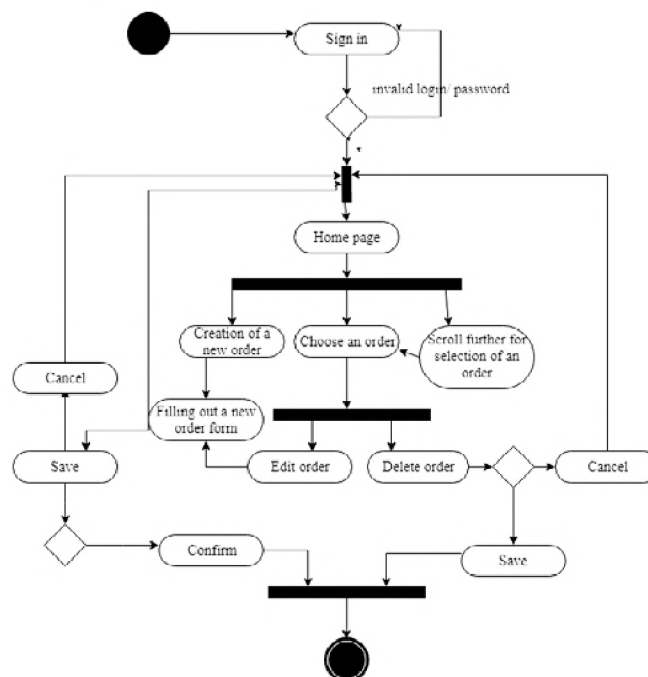 Sign in
invalid login/ password
Home page
Creation of a
new order
Choose an order
Scroll further for
selection of an
order
Cancel
Filling out a new
order form
Save
Edit order
Delete order
Cancel
Confirm
Save